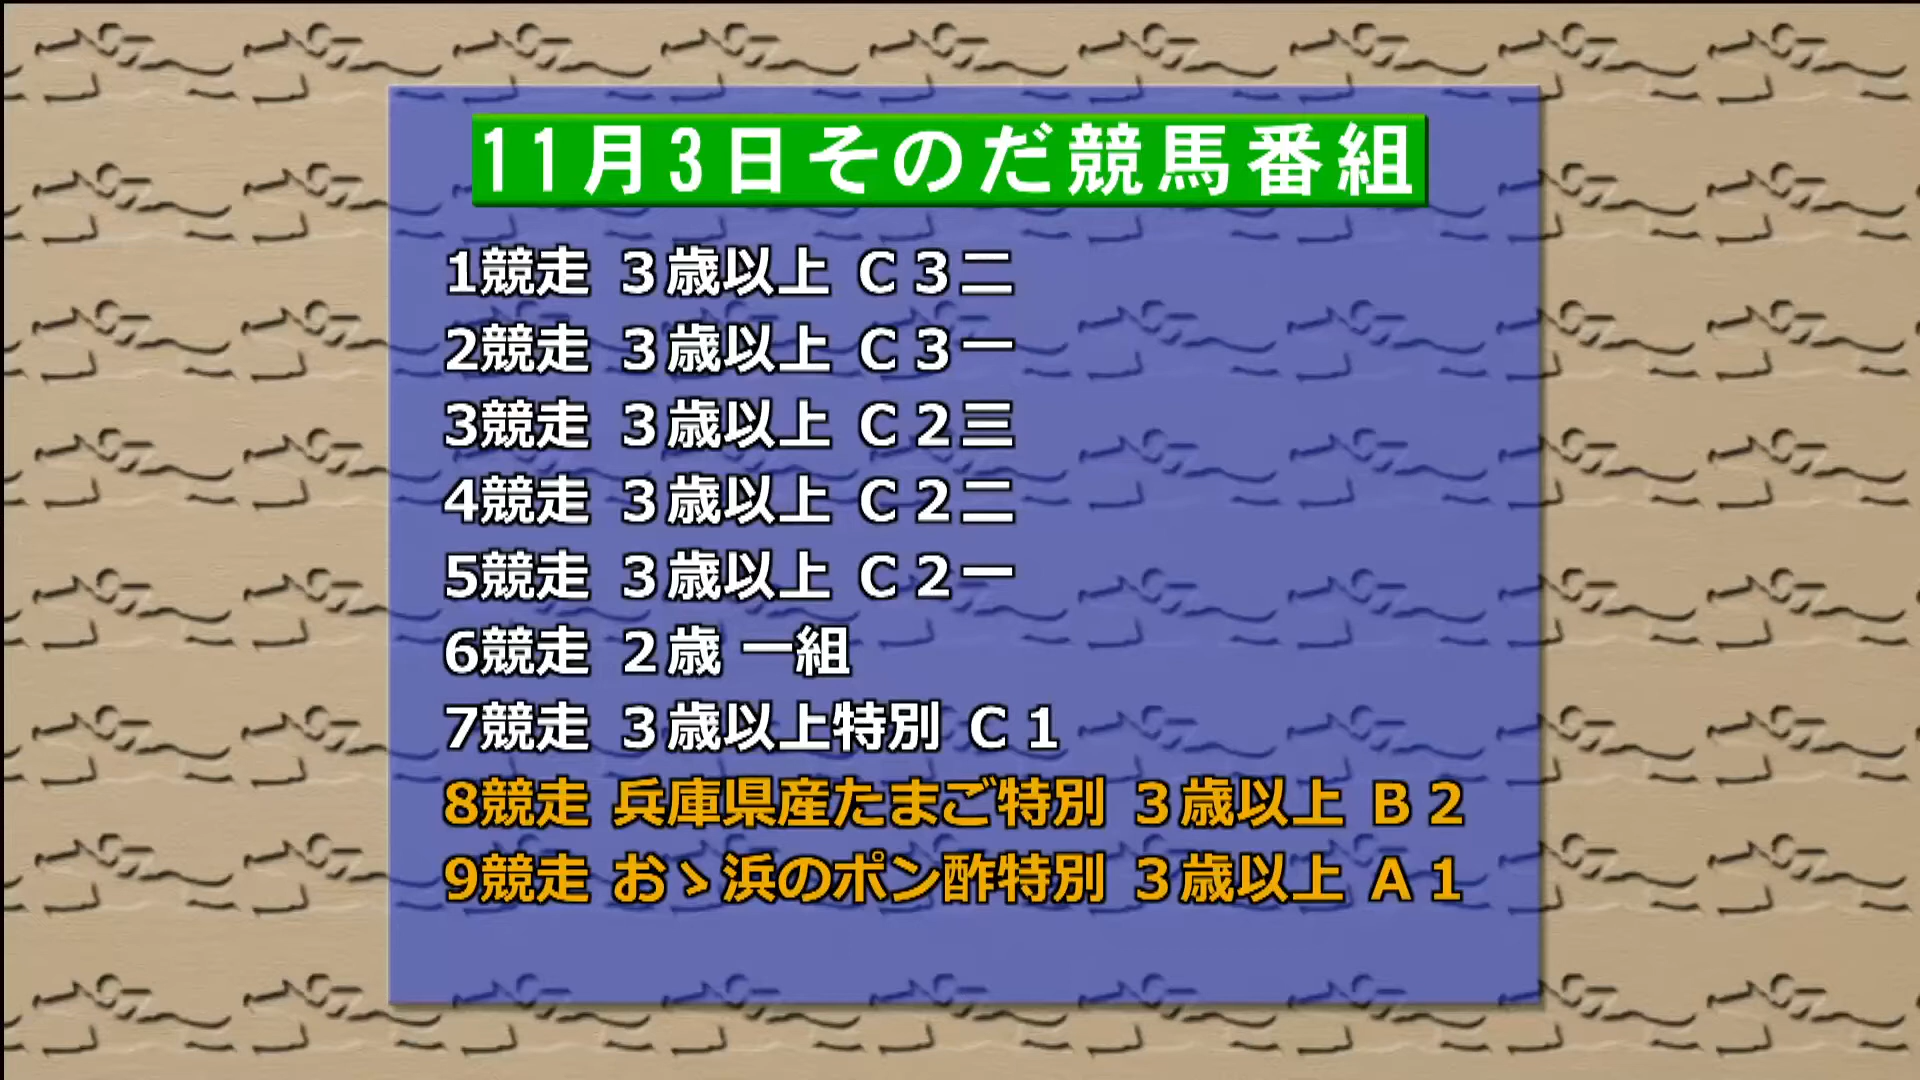 11月3日そのだ競馬番組
1競走 ３歳以上 Ｃ３二
2競走 ３歳以上 Ｃ３一
3競走 ３歳以上 Ｃ２三
4競走 ３歳以上 Ｃ２二
5競走 ３歳以上 Ｃ２一
6競走 ２歳 一組
7競走 ３歳以上特別 Ｃ１
8競走 兵庫県産たまご特別 ３歳以上 Ｂ２
9競走 おゝ浜のポン酢特別 ３歳以上 Ａ１